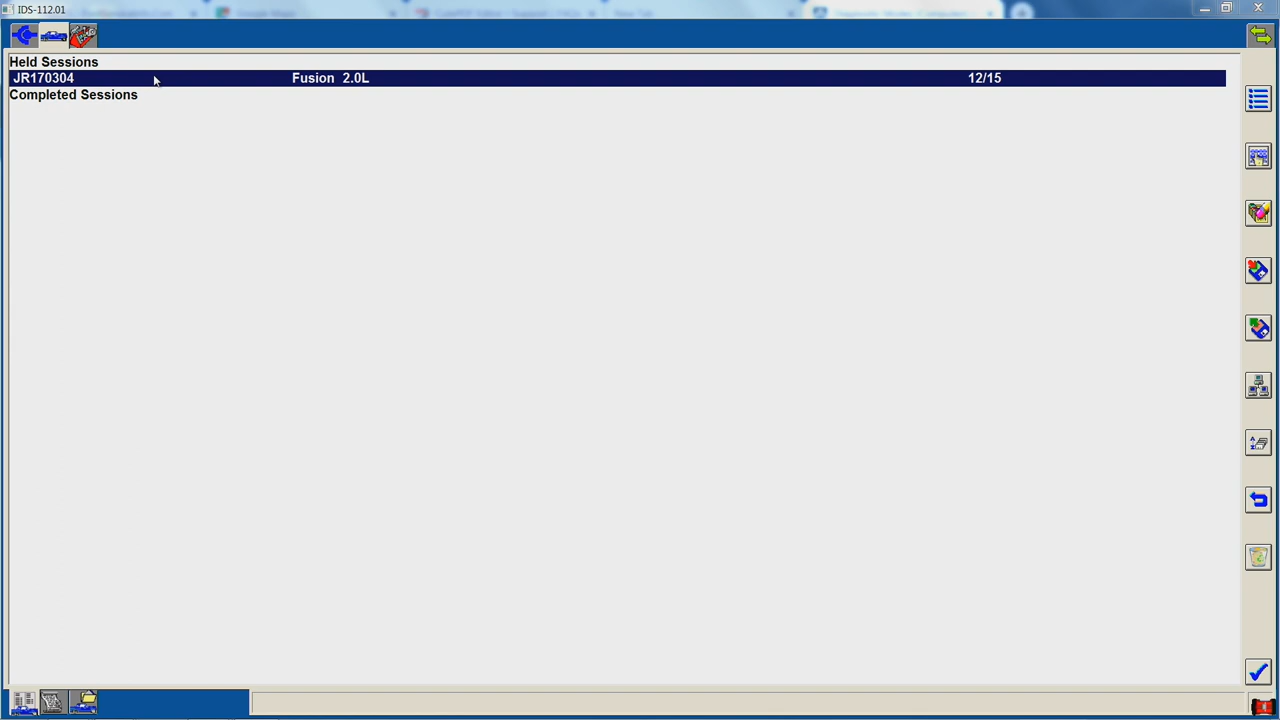 IDS-112.01
Held Sessions
JR170304 Fusion 2.0L 12/15
Completed Sessions